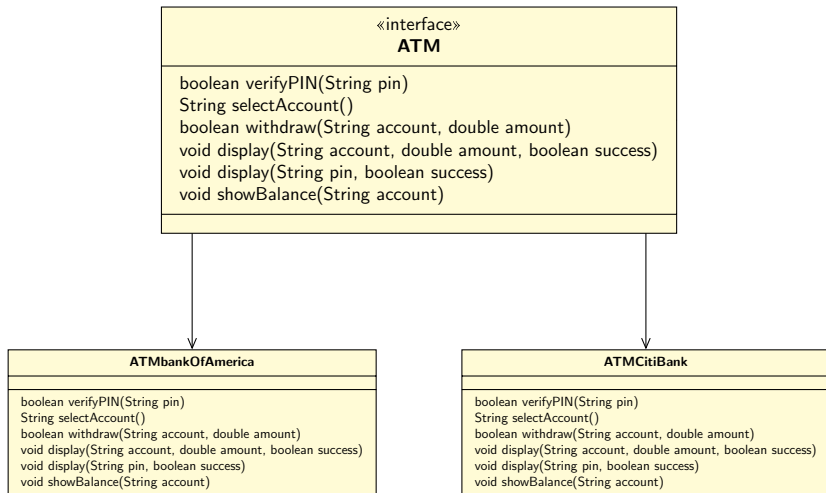 «interface»
ATM
boolean verifyPIN(String pin)
String selectAccount()
boolean withdraw(String account, double amount)
void display(String account, double amount, boolean success)
void display(String pin, boolean success)
void showBalance(String account)
ATMbankOfAmerica
boolean verifyPIN(String pin)
String selectAccount()
boolean withdraw(String account, double amount)
void display(String account, double amount, boolean success)
void display(String pin, boolean success)
void showBalance(String account)
ATMCitiBank
boolean verifyPIN(String pin)
String selectAccount()
boolean withdraw(String account, double amount)
void display(String account, double amount, boolean success)
void display(String pin, boolean success)
void showBalance(String account)